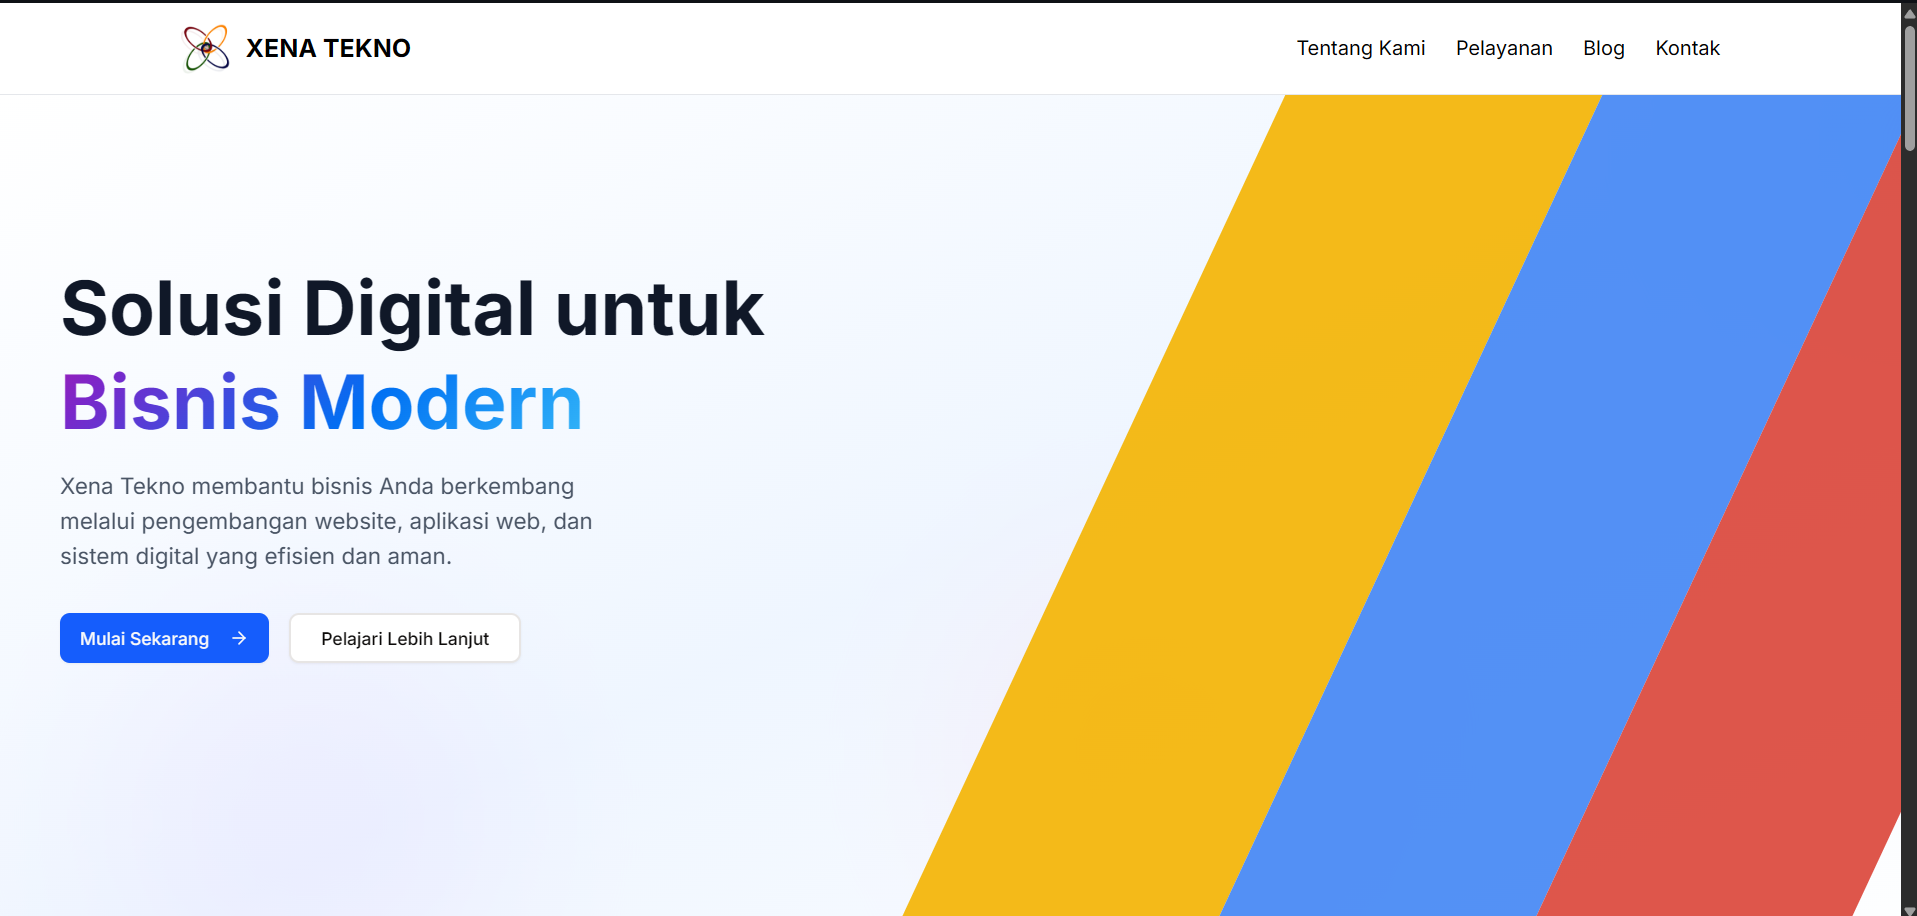 XENA TEKNO
Tentang Kami
Pelayanan
Blog
Kontak
Solusi Digital untuk
Bisnis Modern
Xena Tekno membantu bisnis Anda berkembang
melalui pengembangan website, aplikasi web, dan
sistem digital yang efisien dan aman.
Mulai Sekarang
Pelajari Lebih Lanjut